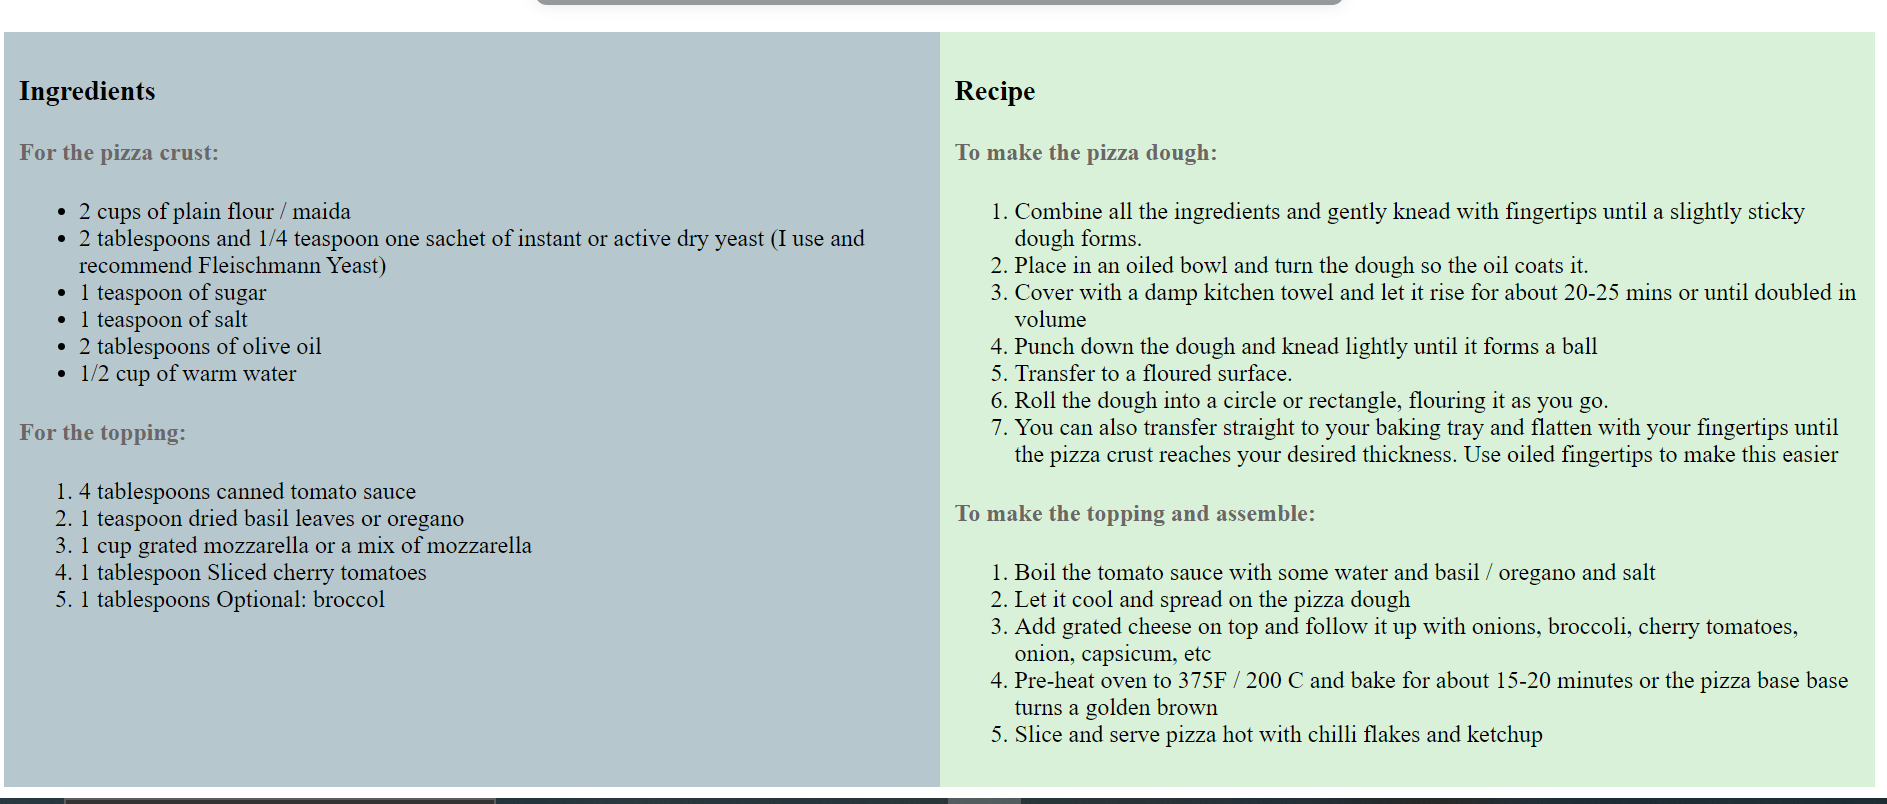 Ingredients
For the pizza crust:
• 2 cups of plain flour / maida
• 2 tablespoons and 1/4 teaspoon one sachet of instant or active dry yeast (I use and
recommend Fleischmann Yeast)
• 1 teaspoon of sugar
• 1 teaspoon of salt
• 2 tablespoons of olive oil
• 1/2 cup of warm water
For the topping:
1. 4 tablespoons canned tomato sauce
2. 1 teaspoon dried basil leaves or oregano
3. 1 cup grated mozzarella or a mix of mozzarella
4. 1 tablespoon Sliced cherry tomatoes
5. 1 tablespoons Optional: broccol
Recipe
To make the pizza dough:
1. Combine all the ingredients and gently knead with fingertips until a slightly sticky
dough forms.
2. Place in an oiled bowl and turn the dough so the oil coats it.
3. Cover with a damp kitchen towel and let it rise for about 20-25 mins or until doubled in
volume
4. Punch down the dough and knead lightly until it forms a ball
5. Transfer to a floured surface.
6. Roll the dough into a circle or rectangle, flouring it as you go.
7. You can also transfer straight to your baking tray and flatten with your fingertips until
the pizza crust reaches your desired thickness. Use oiled fingertips to make this easier
To make the topping and assemble:
1. Boil the tomato sauce with some water and basil / oregano and salt
2. Let it cool and spread on the pizza dough
3. Add grated cheese on top and follow it up with onions, broccoli, cherry tomatoes,
onion, capsicum, etc
4. Pre-heat oven to 375F / 200 C and bake for about 15-20 minutes or the pizza base base
turns a golden brown
5. Slice and serve pizza hot with chilli flakes and ketchup